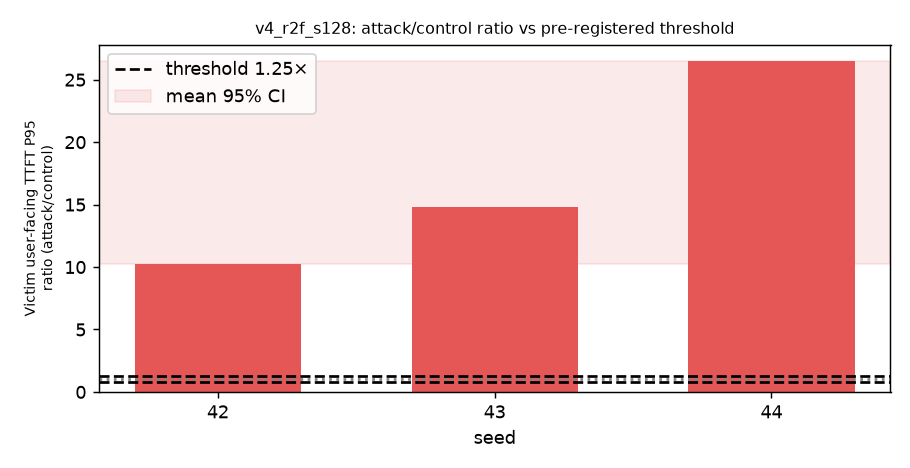 v4_r2f_s128: attack/control ratio vs pre-registered threshold
Victim user-facing TTFT P95
ratio (attack/control)
threshold 1.25×
mean 95% CI
25
20
15
10
5
0
42
43
44
seed